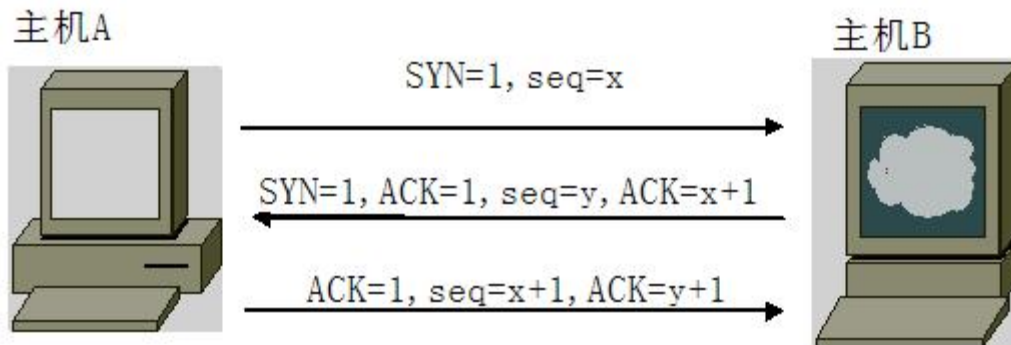 主机A
主机B
SYN=1, seq=x
SYN=1, ACK=1, seq=y, ACK=x+1
ACK=1, seq=x+1, ACK=y+1